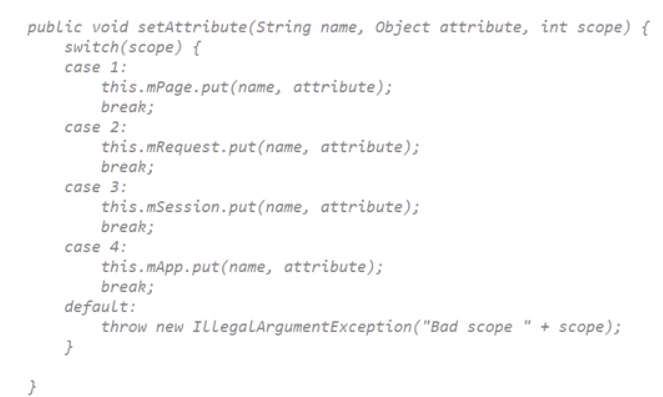 public void setAttribute(String name, Object attribute, int scope) {
    switch(scope) {
    case 1:
        this.mPage.put(name, attribute);
        break;
    case 2:
        this.mRequest.put(name, attribute);
        break;
    case 3:
        this.mSession.put(name, attribute);
        break;
    case 4:
        this.mApp.put(name, attribute);
        break;
    default:
        throw new IllegalArgumentException("Bad scope " + scope);
    }

}